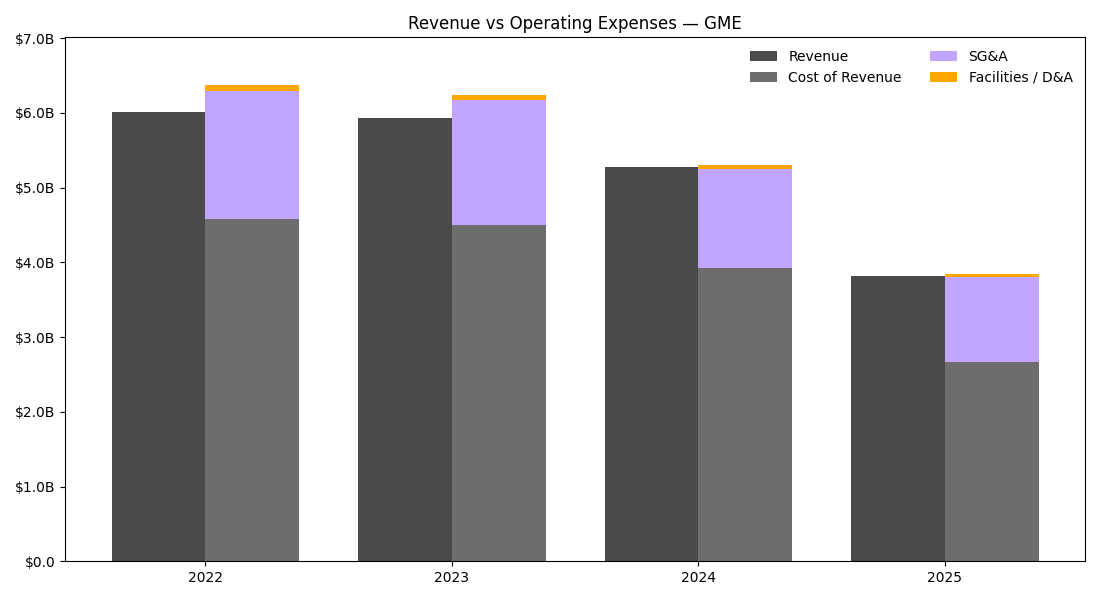 Revenue vs Operating Expenses — GME
$7.0B
$6.0B
$5.0B
$4.0B
$3.0B
$2.0B
$1.0B
$0.0
Revenue
Cost of Revenue
SG&A
Facilities / D&A
2022
2023
2024
2025